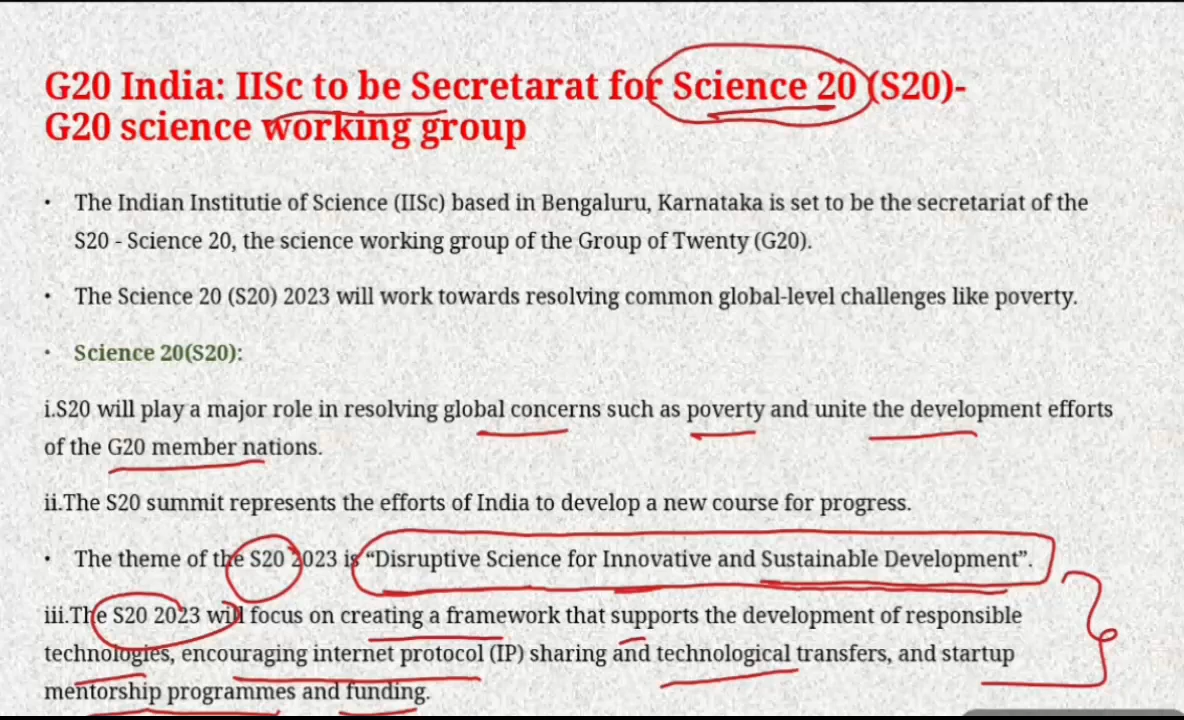 G20 India: IISc to be Secretarat for Science 20 (S20)-
G20 science working group
• The Indian Institutie of Science (IISc) based in Bengaluru, Karnataka is set to be the secretariat of the
S20 - Science 20, the science working group of the Group of Twenty (G20).
• The Science 20 (S20) 2023 will work towards resolving common global-level challenges like poverty.
• Science 20(S20):
i.S20 will play a major role in resolving global concerns such as poverty and unite the development efforts
of the G20 member nations.
ii.The S20 summit represents the efforts of India to develop a new course for progress.
• The theme of the S20 2023 is “Disruptive Science for Innovative and Sustainable Development”.
iii.The S20 2023 will focus on creating a framework that supports the development of responsible
technologies, encouraging internet protocol (IP) sharing and technological transfers, and startup
mentorship programmes and funding.